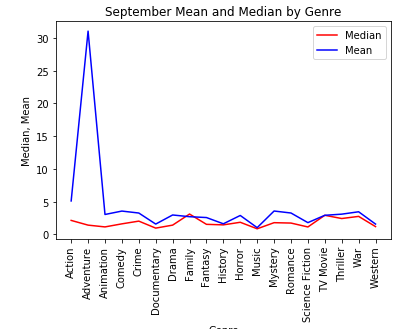 September Mean and Median by Genre
Median
Mean
Median, Mean
30
25
20
15
10
5
0
Action
Adventure
Animation
Comedy
Crime
Documentary
Drama
Family
Fantasy
History
Horror
Music
Mystery
Romance
Science Fiction
TV Movie
Thriller
War
Western